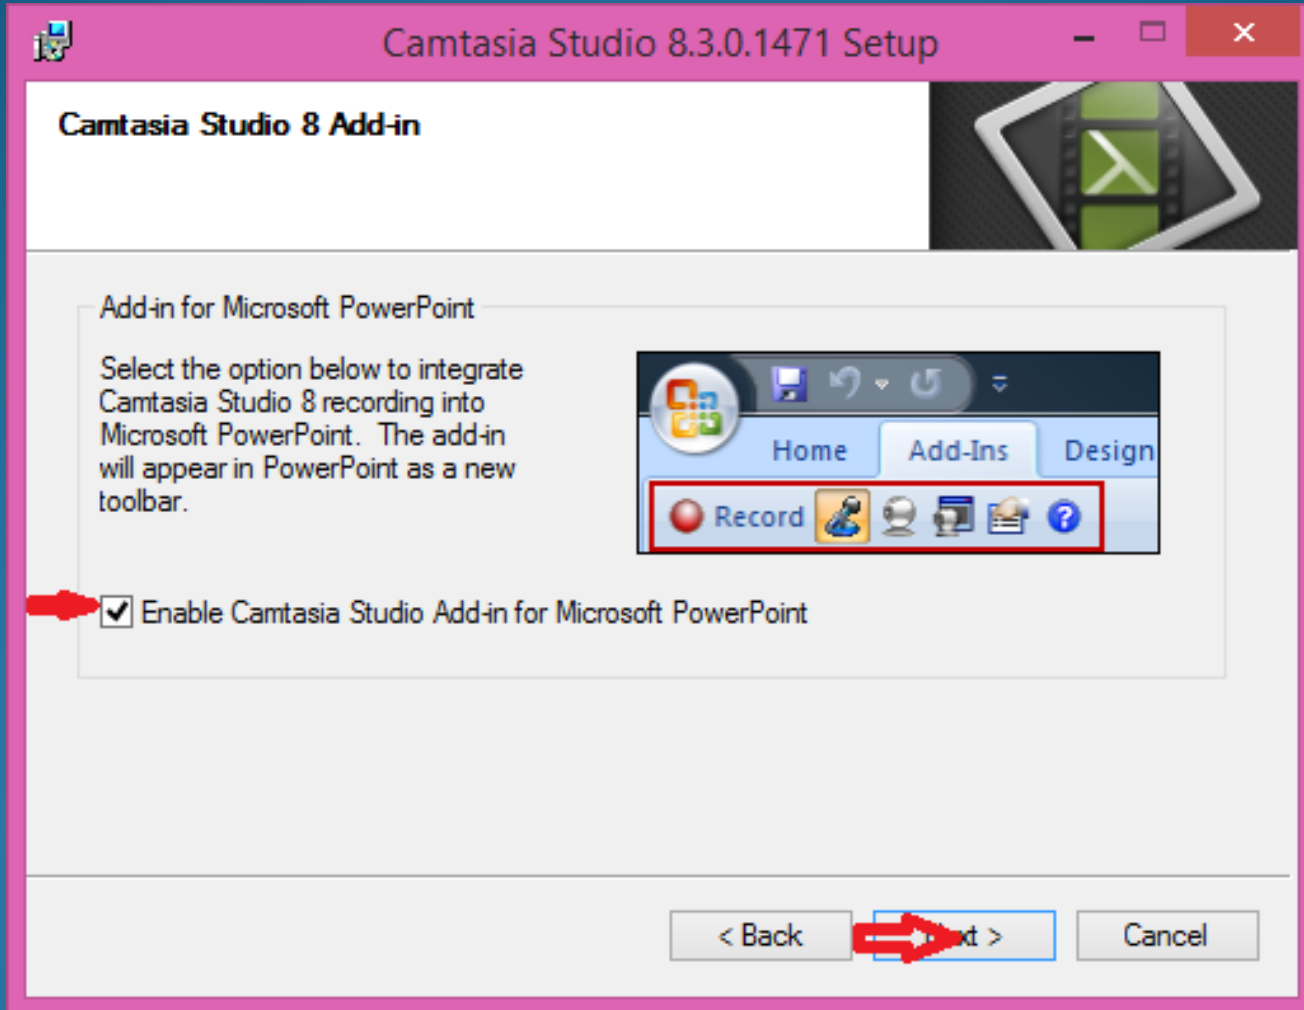 Camtasia Studio 8.3.0.1471 Setup
Camtasia Studio 8 Add-in
Add-in for Microsoft PowerPoint
Select the option below to integrate
Camtasia Studio 8 recording into
Microsoft PowerPoint.  The add-in
will appear in PowerPoint as a new
toolbar.
Home Add-Ins Design
Record
Enable Camtasia Studio Add-in for Microsoft PowerPoint
< Back
Cancel